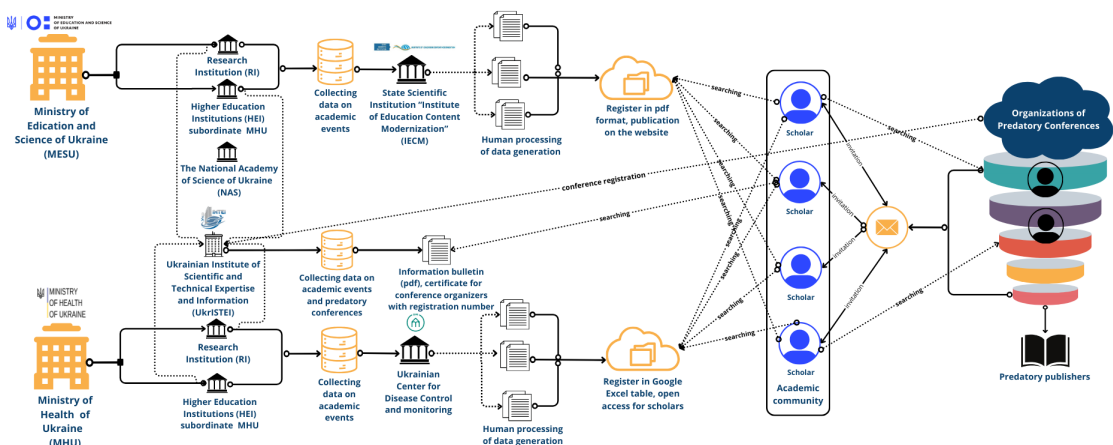 MINISTRY
OF EDUCATION AND SCIENCE
OF UKRAINE
Ministry of
Edication and
Science of Ukraine
(MESU)
Research
Institution (RI)
Higher Education
Institutions (HEI)
subordinate MHU
The National Academy
of Science of Ukraine
(NAS)
Collecting
data on
academic
events
State Scientific
Institution “Institute
of Education Content
Modernization”
(IECM)
Human processing
of data generation
Register in pdf
format, publication
on the website
searching
searching
searching
searching
Scholar
Scholar
Scholar
Scholar
Academic
community
invitation
invitation
invitation
invitation
searching
searching
Organizations of
Predatory Conferences
Predatory publishers
conference registration
searching
Ukrainian Institute of
Scientific and
Technical Expertise
and Information
(UkrISTEI)
Collecting data on
academic events
and predatory
conferences
Information bulletin
(pdf), certificate for
conference organizers
with registration number
MINISTRY
OF HEALTH
OF UKRAINE
Ministry of
Health of
Ukraine
(MHU)
Research
Institution (RI)
Higher Education
Institutions (HEI)
subordinate MHU
Collecting
data on
academic
events
Ukrainian
Center for
Disease Control
and monitoring
Human processing
of data generation
Register in Google
Excel table, open
access for scholars
searching
searching
searching
searching